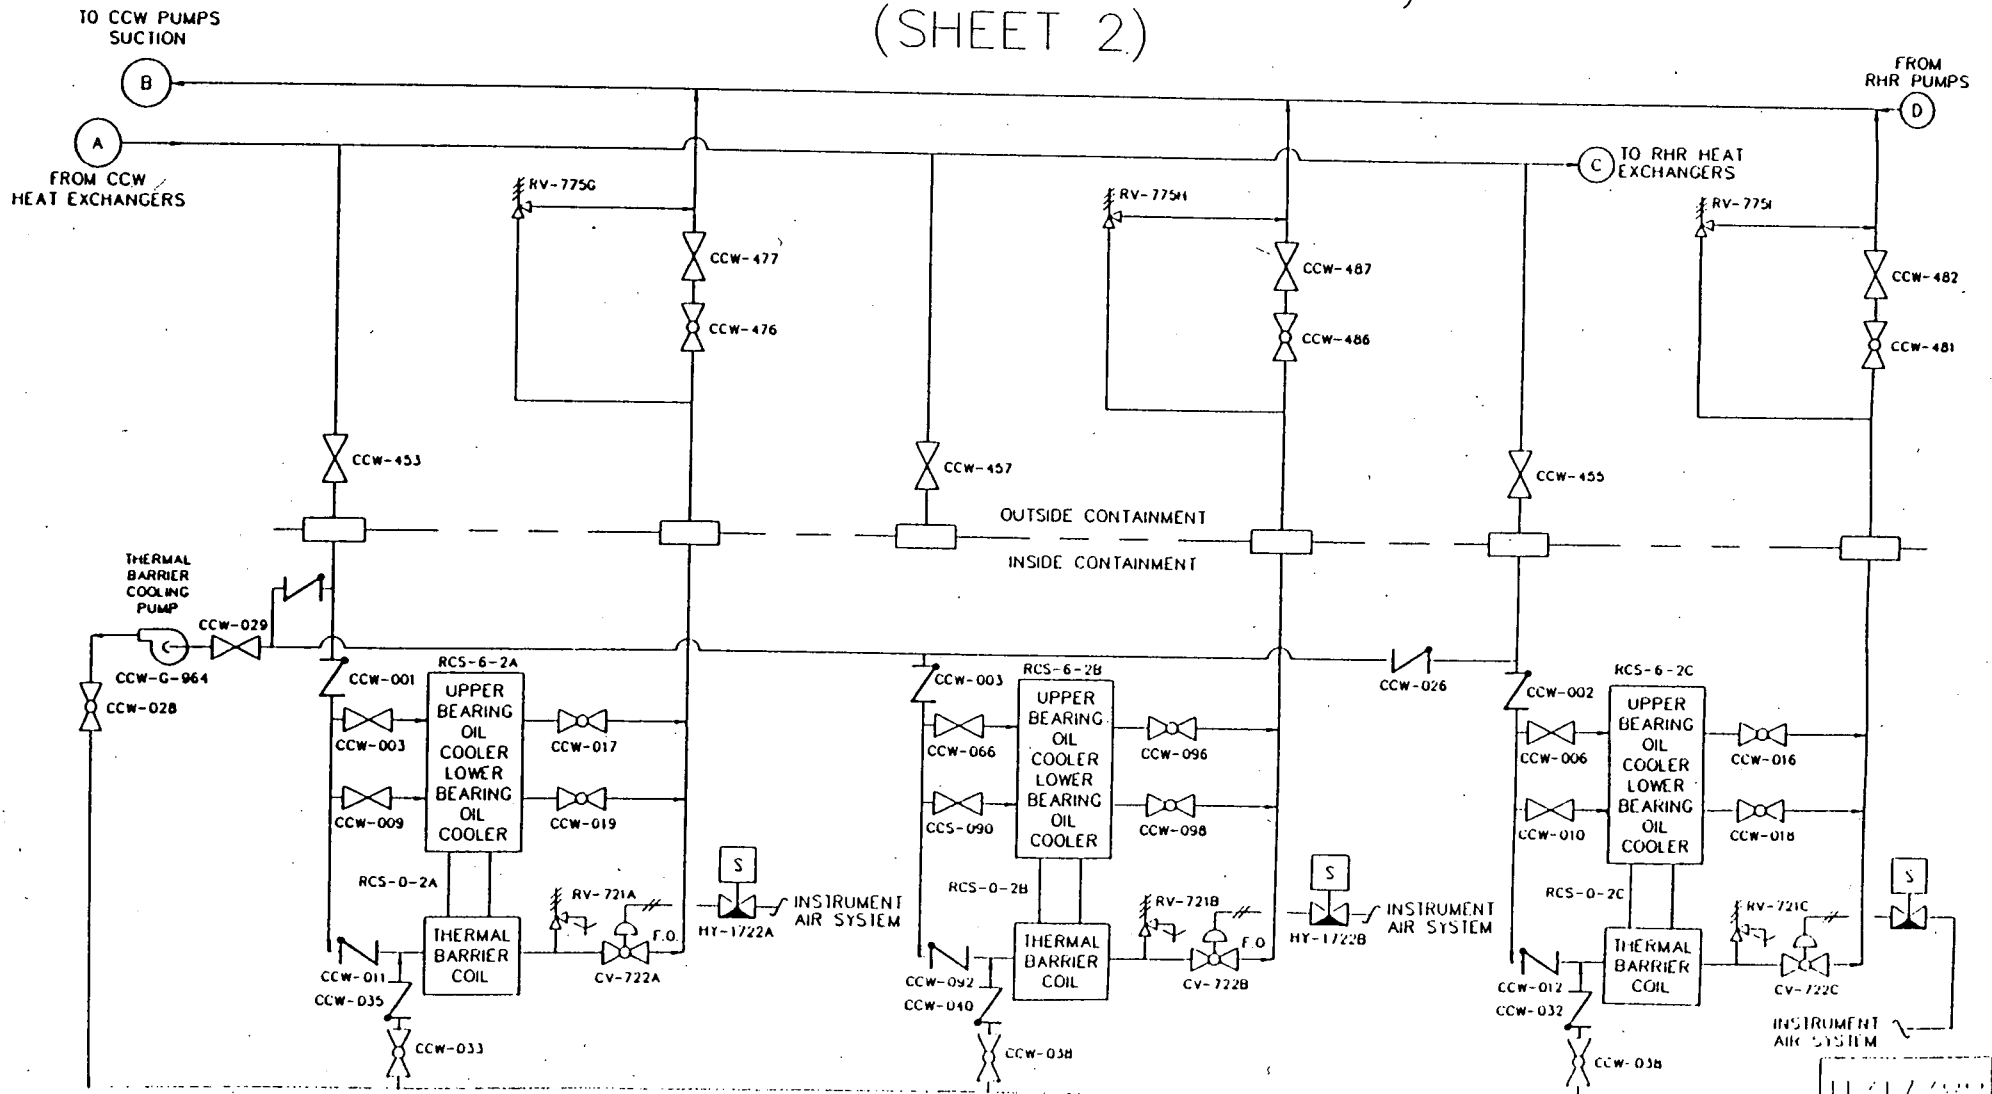 (SHEET 2)
TO CCW PUMPS
SUCTION
B
A
FROM CCW
HEAT EXCHANGERS
FROM
RHR PUMPS
D
C
TO RHR HEAT
EXCHANGERS
RV-775G
RV-775H
RV-775I
CCW-477
CCW-487
CCW-482
CCW-476
CCW-486
CCW-481
CCW-453
CCW-457
CCW-455
OUTSIDE CONTAINMENT
INSIDE CONTAINMENT
THERMAL
BARRIER
COOLING
PUMP
CCW-029
CCW-G-964
CCW-028
CCW-001
RCS-6-2A
UPPER
BEARING
OIL
COOLER
LOWER
BEARING
OIL
COOLER
CCW-003
CCW-017
CCW-009
CCW-019
RCS-0-2A
RV-721A
S
HY-1722A
INSTRUMENT
AIR SYSTEM
F.O.
THERMAL
BARRIER
COIL
CV-722A
CCW-011
CCW-035
CCW-033
CCW-003
RCS-6-2B
UPPER
BEARING
OIL
COOLER
LOWER
BEARING
OIL
COOLER
CCW-066
CCW-096
CCS-090
CCW-098
RCS-0-2B
RV-721B
S
HY-1722B
INSTRUMENT
AIR SYSTEM
F.O
THERMAL
BARRIER
COIL
CV-722B
CCW-092
CCW-040
CCW-038
CCW-026
CCW-002
RCS-6-2C
UPPER
BEARING
OIL
COOLER
LOWER
BEARING
OIL
COOLER
CCW-006
CCW-016
CCW-010
CCW-018
RCS-0-2C
RV-721C
S
THERMAL
BARRIER
COIL
CV-722C
CCW-012
CCW-032
CCW-038
INSTRUMENT
AIR SYSTEM